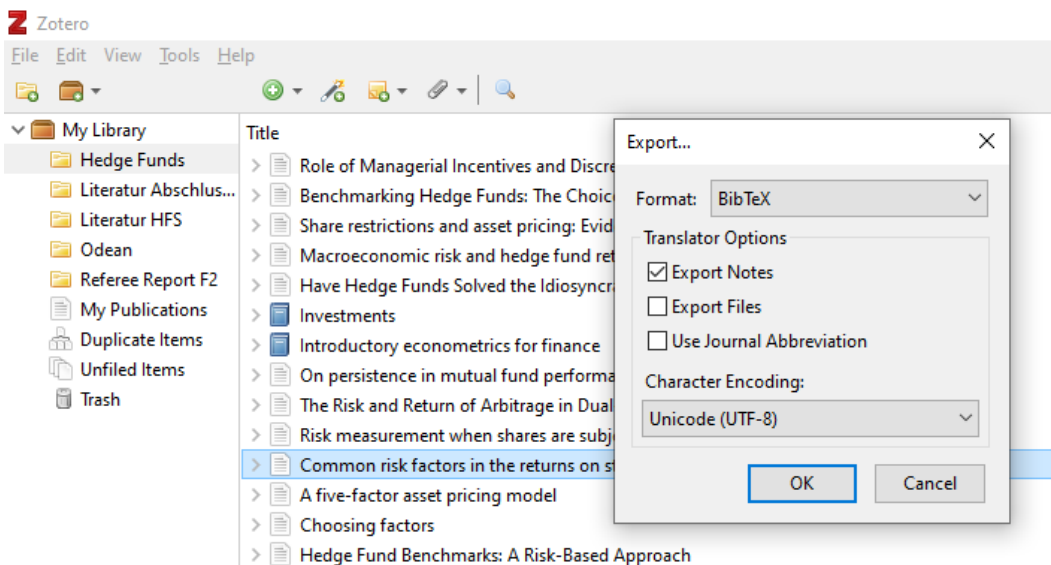 Z Zotero
File Edit View Tools Help
My Library
Hedge Funds
Literatur Abschlus...
Literatur HFS
Odean
Referee Report F2
My Publications
Duplicate Items
Unfiled Items
Trash
Title
Role of Managerial Incentives and Discre
Benchmarking Hedge Funds: The Choic
Share restrictions and asset pricing: Evid
Macroeconomic risk and hedge fund ret
Have Hedge Funds Solved the Idiosyncr
Investments
Introductory econometrics for finance
On persistence in mutual fund performa
The Risk and Return of Arbitrage in Dual
Risk measurement when shares are subj
Common risk factors in the returns on st
A five-factor asset pricing model
Choosing factors
Hedge Fund Benchmarks: A Risk-Based Approach
Export...
Format: BibTeX
Translator Options
Export Notes
Export Files
Use Journal Abbreviation
Character Encoding:
Unicode (UTF-8)
OK Cancel